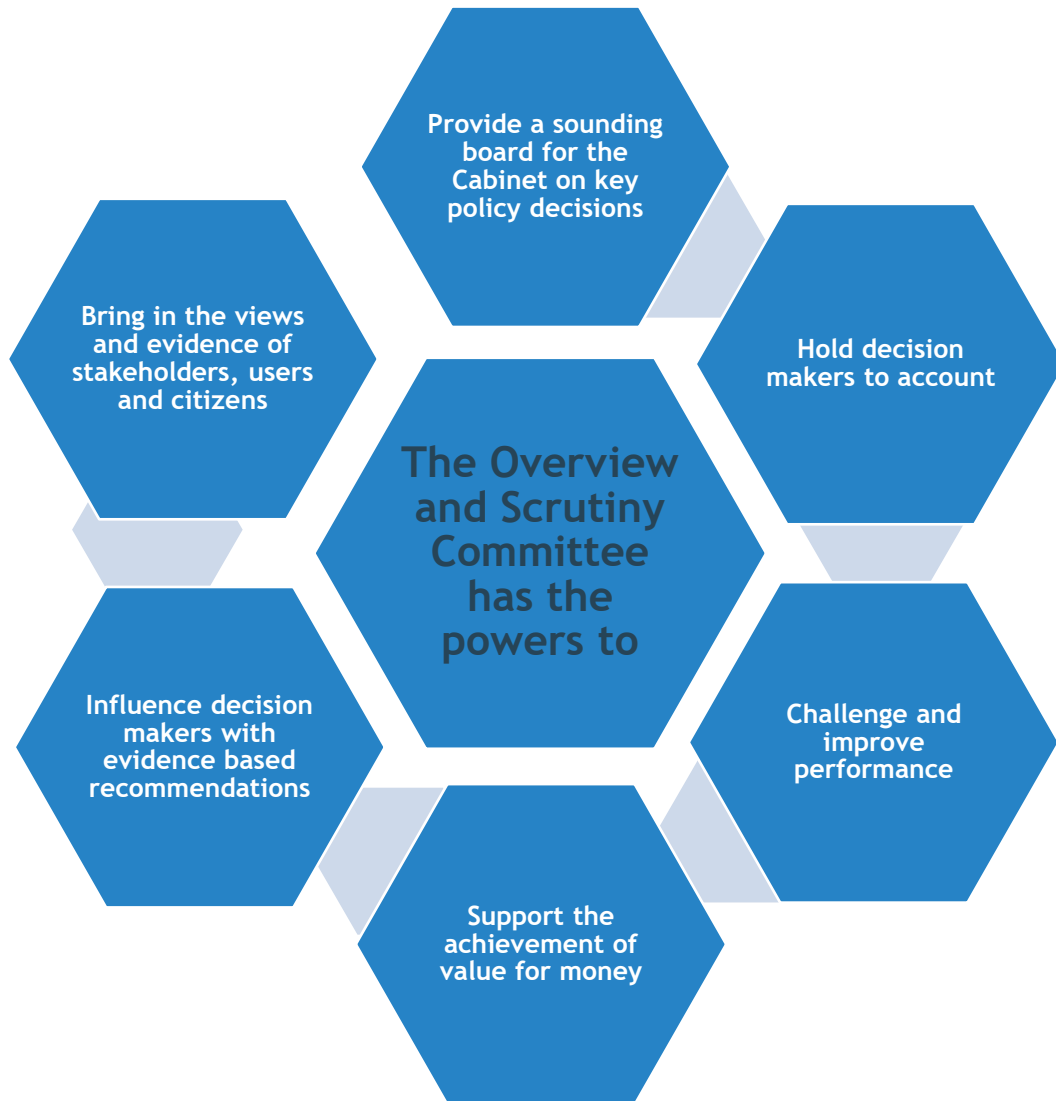 Provide a sounding
board for the
Cabinet on key
policy decisions
Bring in the views
and evidence of
stakeholders, users
and citizens
Hold decision
makers to account
The Overview
and Scrutiny
Committee
has the
powers to
Influence decision
makers with
evidence based
recommendations
Challenge and
improve
performance
Support the
achievement of
value for money